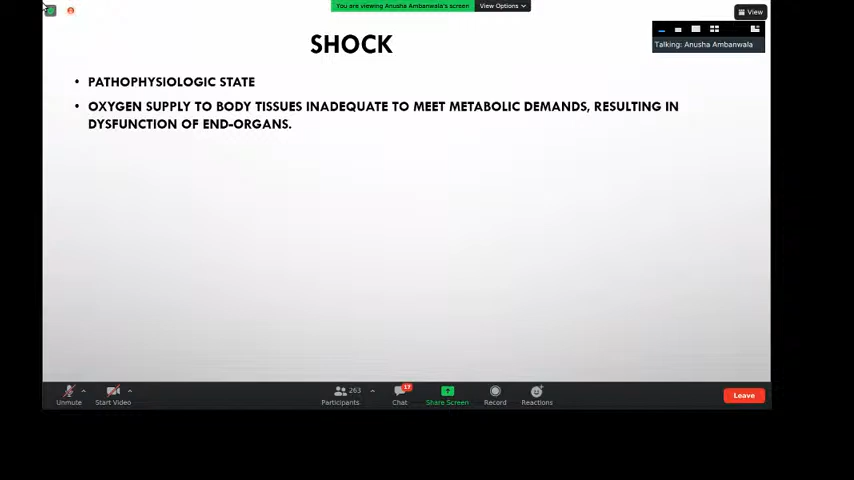 You are viewing Anusha Ambanwala's screen
View Options
View
Talking: Anusha Ambanwala
SHOCK
• PATHOPHYSIOLOGIC STATE
• OXYGEN SUPPLY TO BODY TISSUES INADEQUATE TO MEET METABOLIC DEMANDS, RESULTING IN
DYSFUNCTION OF END-ORGANS.
263
17
Unmute
Start Video
Participants
Chat
Share Screen
Record
Reactions
Leave